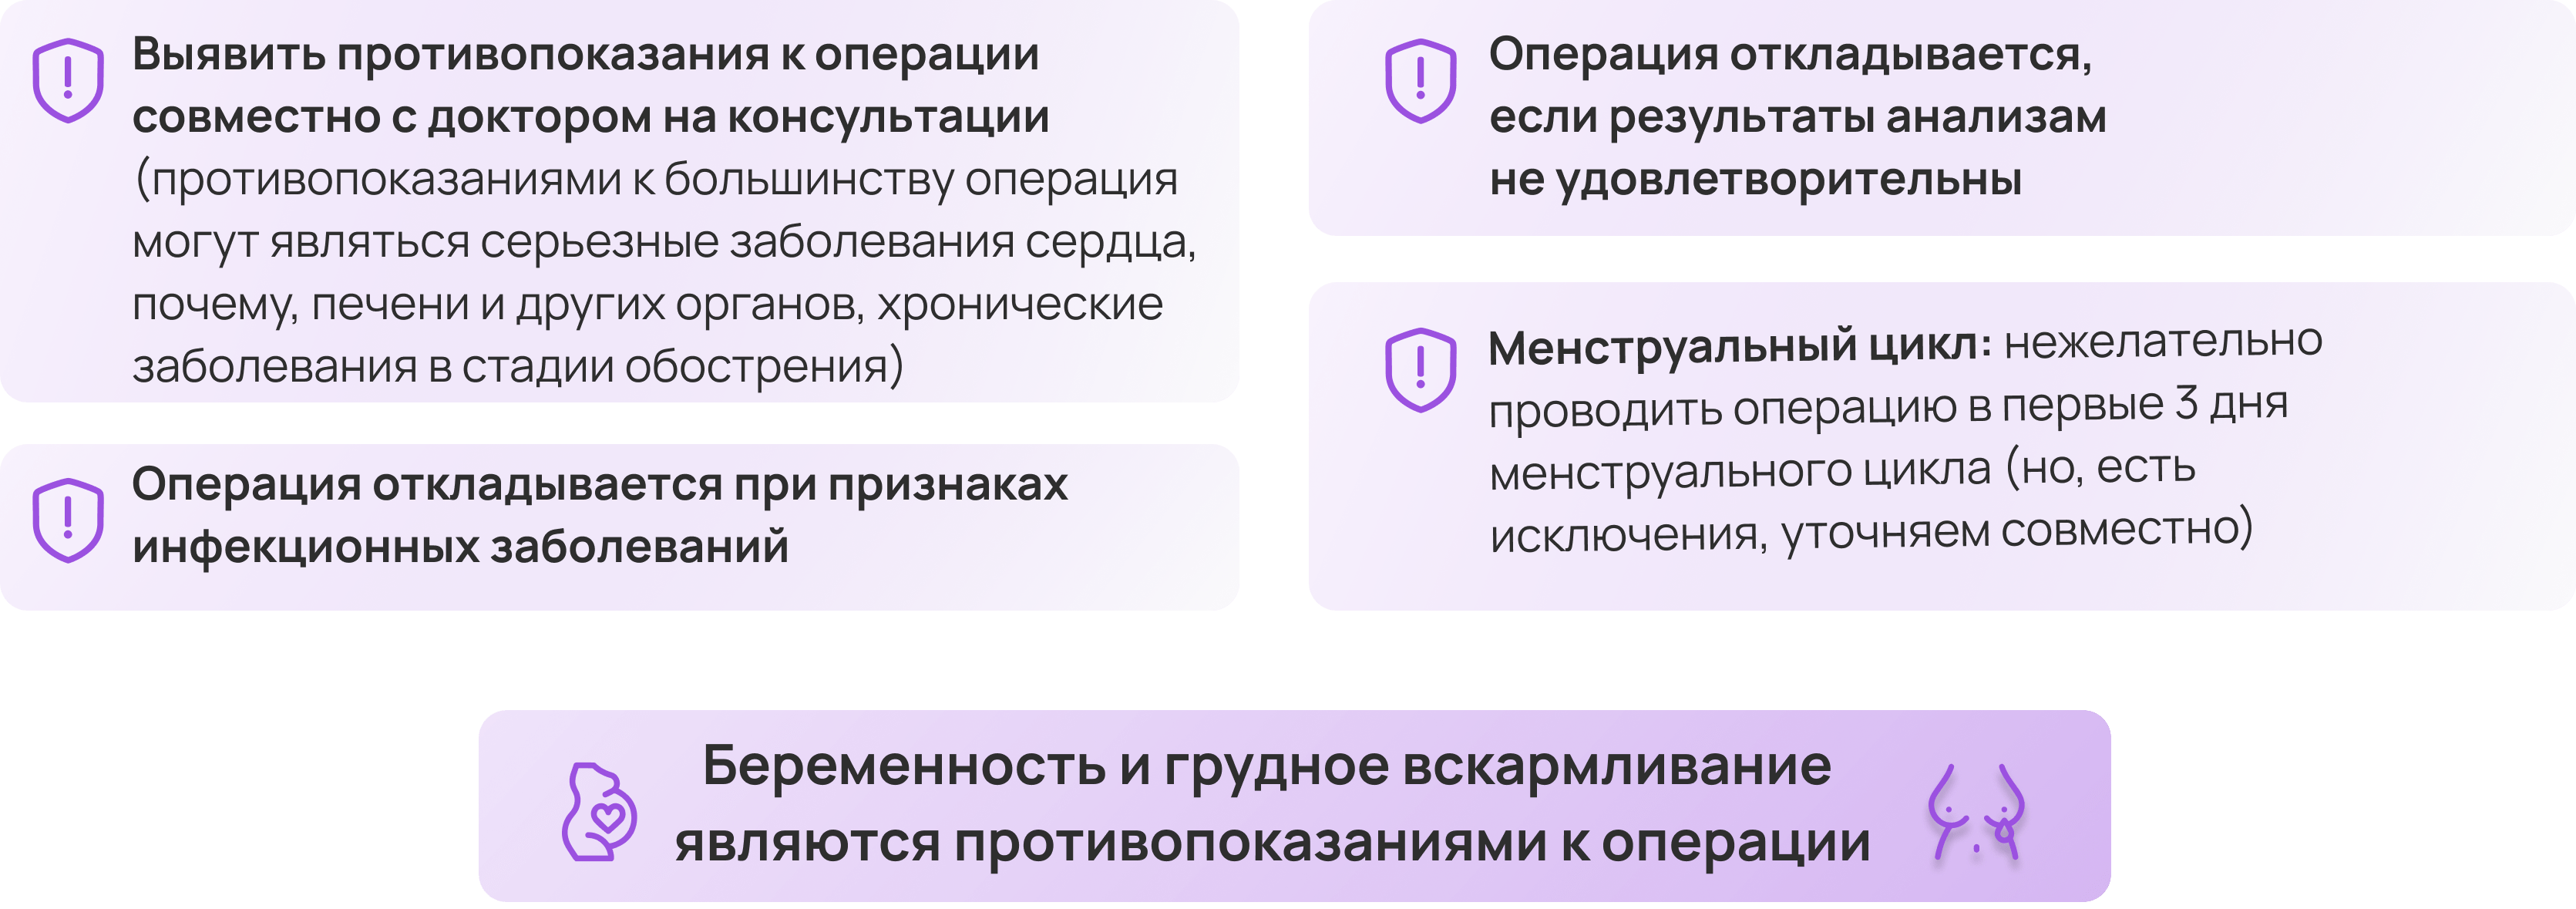 Выявить противопоказания к операции
совместно с доктором на консультации
(противопоказаниями к большинству операция
могут являться серьезные заболевания сердца,
почему, печени и других органов, хронические
заболевания в стадии обострения)
Операция откладывается при признаках
инфекционных заболеваний
Операция откладывается,
если результаты анализам
не удовлетворительны
Менструальный цикл: нежелательно
проводить операцию в первые 3 дня
менструального цикла (но, есть
исключения, уточняем совместно)
Беременность и грудное вскармливание
являются противопоказаниями к операции